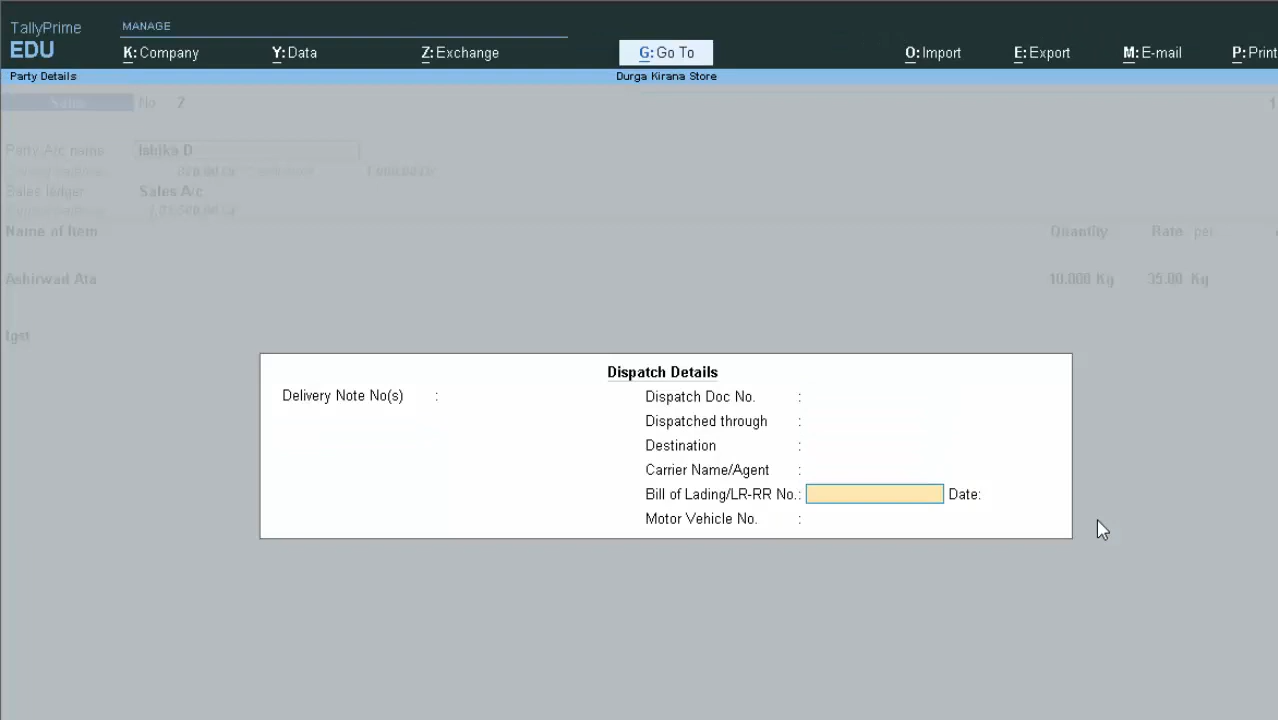 TallyPrime
EDU
MANAGE
K: Company
Y: Data
Z: Exchange
G: Go To
O: Import
E: Export
M: E-mail
P: Print
Party Details
Durga Kirana Store
Sales No. 2
Party A/c name Ishika D
Sales ledger Sales A/c
Name of Item Quantity Rate per
Ashirwad Ata 10.000 Kg 35.00 Kg
Dispatch Details
Delivery Note No(s) :
Dispatch Doc No. :
Dispatched through :
Destination :
Carrier Name/Agent :
Bill of Lading/LR-RR No. : Date:
Motor Vehicle No. :